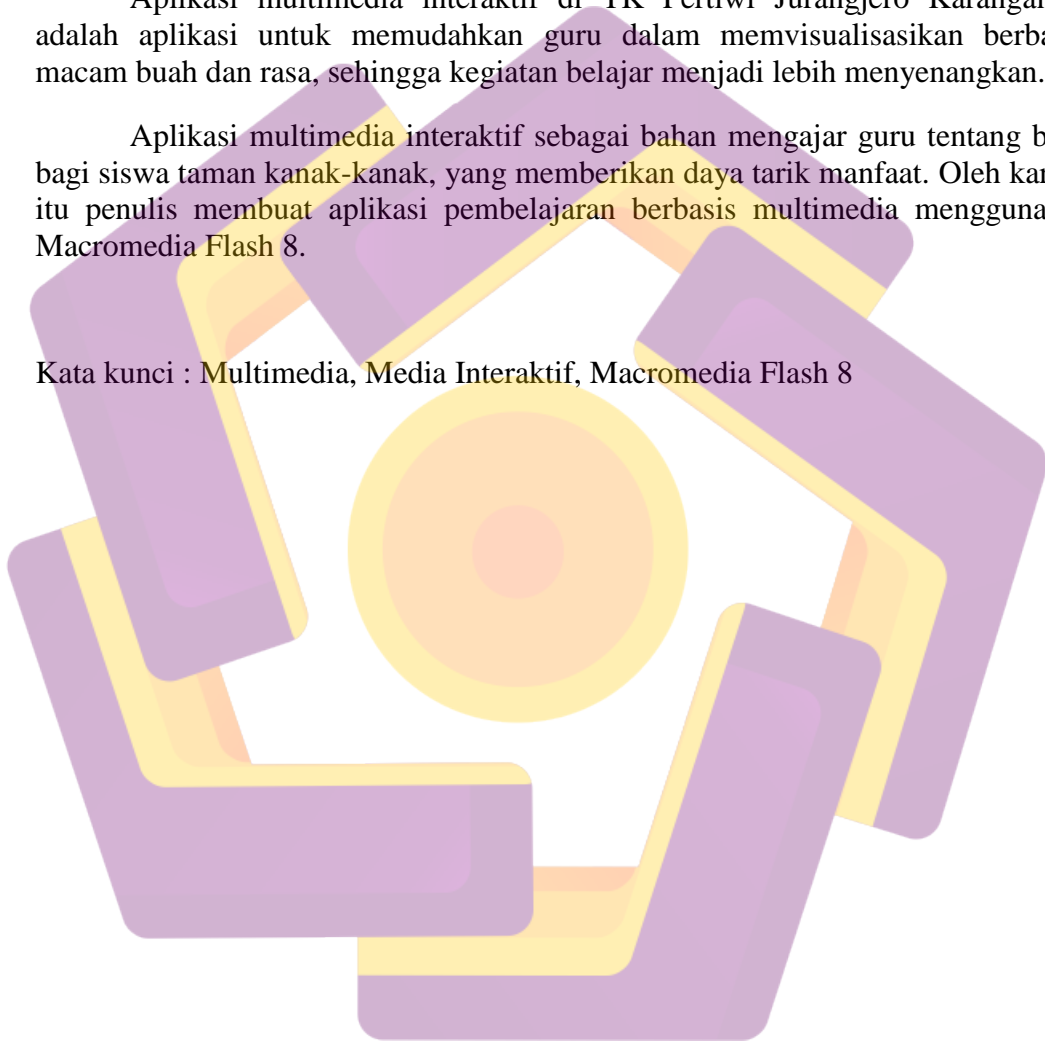 Aplikasi multimedia interaktif di TK Pertiwi Jurangjero Karangan
adalah aplikasi untuk memudahkan guru dalam memvisualisasikan berba
macam buah dan rasa, sehingga kegiatan belajar menjadi lebih menyenangkan.
Aplikasi multimedia interaktif sebagai bahan mengajar guru tentang b
bagi siswa taman kanak-kanak, yang memberikan daya tarik manfaat. Oleh kar
itu penulis membuat aplikasi pembelajaran berbasis multimedia mengguna
Macromedia Flash 8.
Kata kunci : Multimedia, Media Interaktif, Macromedia Flash 8